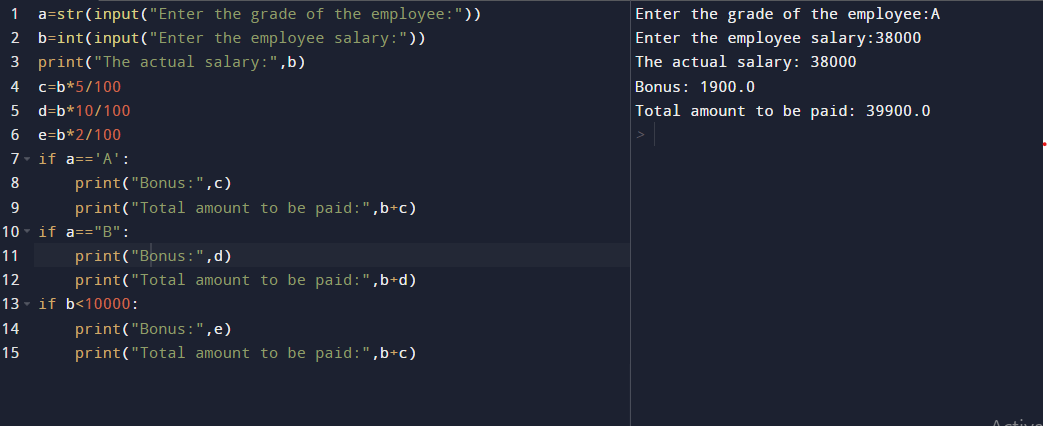 1 a=str(input("Enter the grade of the employee:"))
2 b=int(input("Enter the employee salary:"))
3 print("The actual salary:",b)
4 c=b*5/100
5 d=b*10/100
6 e=b*2/100
7 if a=='A':
8     print("Bonus:",c)
9     print("Total amount to be paid:",b+c)
10 if a=="B":
11     print("Bonus:",d)
12     print("Total amount to be paid:",b+d)
13 if b<10000:
14     print("Bonus:",e)
15     print("Total amount to be paid:",b+c)
Enter the grade of the employee:A
Enter the employee salary:38000
The actual salary: 38000
Bonus: 1900.0
Total amount to be paid: 39900.0
>